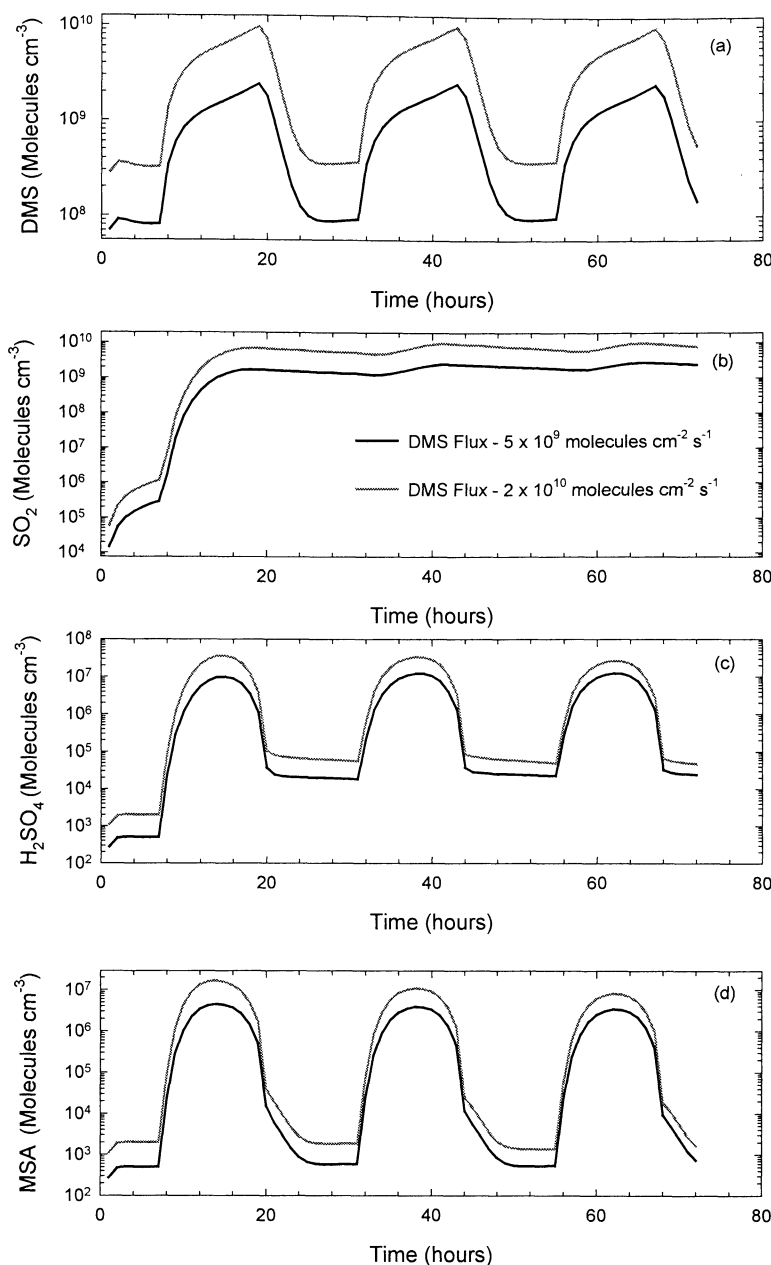 10^10
10^9
10^8
DMS (Molecules cm^-3)
(a)
0 20 40 60 80
Time (hours)
10^10
10^9
10^8
10^7
10^6
10^5
10^4
SO_2 (Molecules cm^-3)
(b)
DMS Flux - 5 x 10^9 molecules cm^-2 s^-1
DMS Flux - 2 x 10^10 molecules cm^-2 s^-1
0 20 40 60 80
Time (hours)
10^8
10^7
10^6
10^5
10^4
10^3
10^2
H_2SO_4 (Molecules cm^-3)
(c)
0 20 40 60 80
Time (hours)
10^7
10^6
10^5
10^4
10^3
10^2
MSA (Molecules cm^-3)
(d)
0 20 40 60 80
Time (hours)